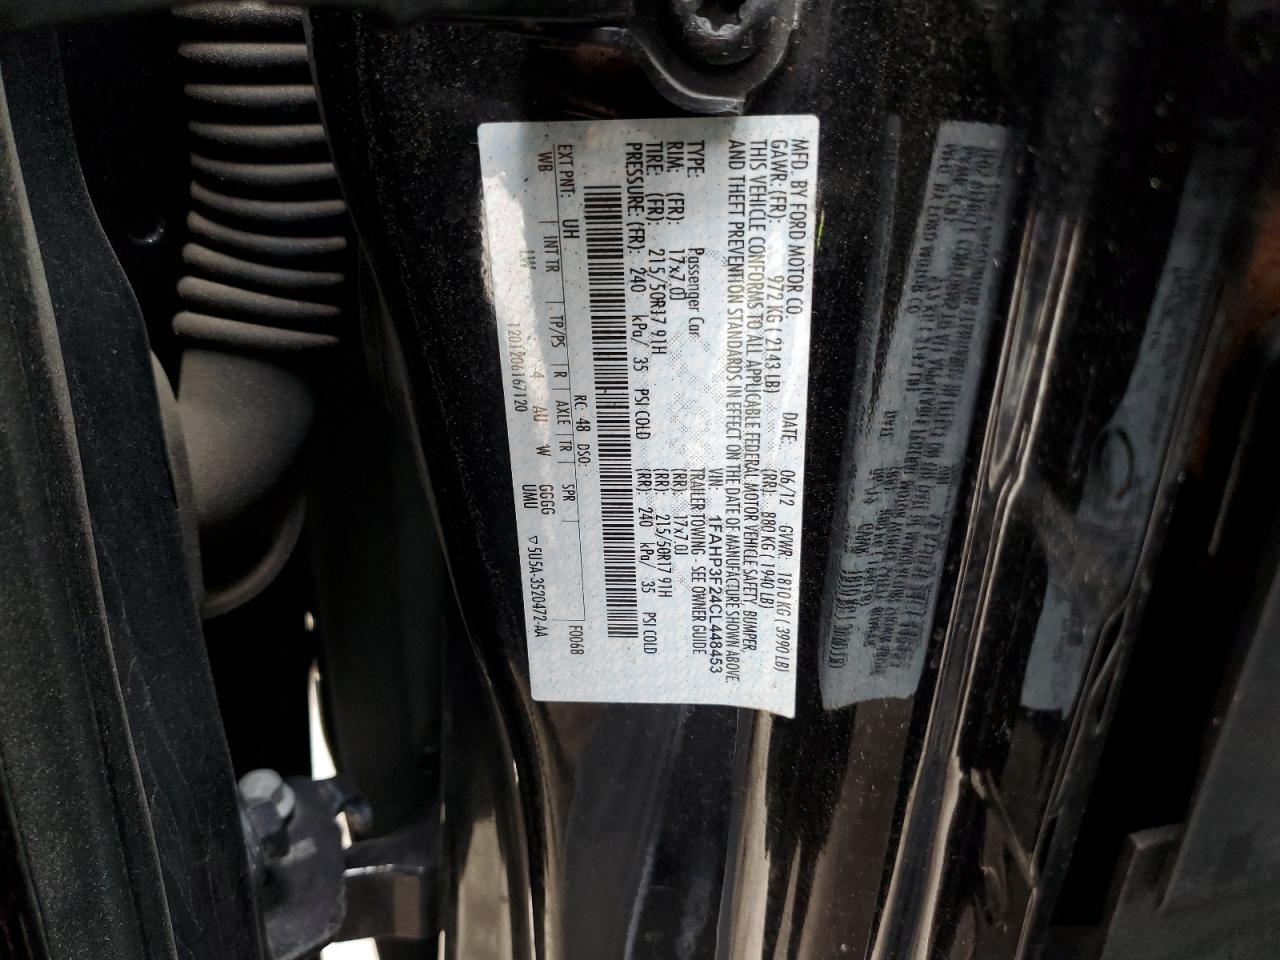 MFD. BY FORD MOTOR CO.
DATE: 06/12 GVWR: 1810 KG ( 3990 LB)
GAWR: (FR): 972 KG ( 2143 LB) (RR): 880 KG ( 1940 LB)
THIS VEHICLE CONFORMS TO ALL APPLICABLE FEDERAL MOTOR VEHICLE SAFETY, BUMPER,
AND THEFT PREVENTION STANDARDS IN EFFECT ON THE DATE OF MANUFACTURE SHOWN ABOVE.
VIN: 1FAHP3F24CL448453
TYPE: Passenger Car TRAILER TOWING - SEE OWNER GUIDE
RIM: (FR): 17x7.0J (RR): 17x7.0J
TIRE: (FR): 215/50R17 91H (RR): 215/50R17 91H
PRESSURE: (FR): 240 kPa/ 35 PSI COLD (RR): 240 kPa/ 35 PSI COLD
RC: 48 DSO: F0068
EXT PNT: UH INT TR TP/PS R AXLE TR SPR
WB LW 4 AU W GGGG UMU
1201206167120 5U5A-3520472-AA